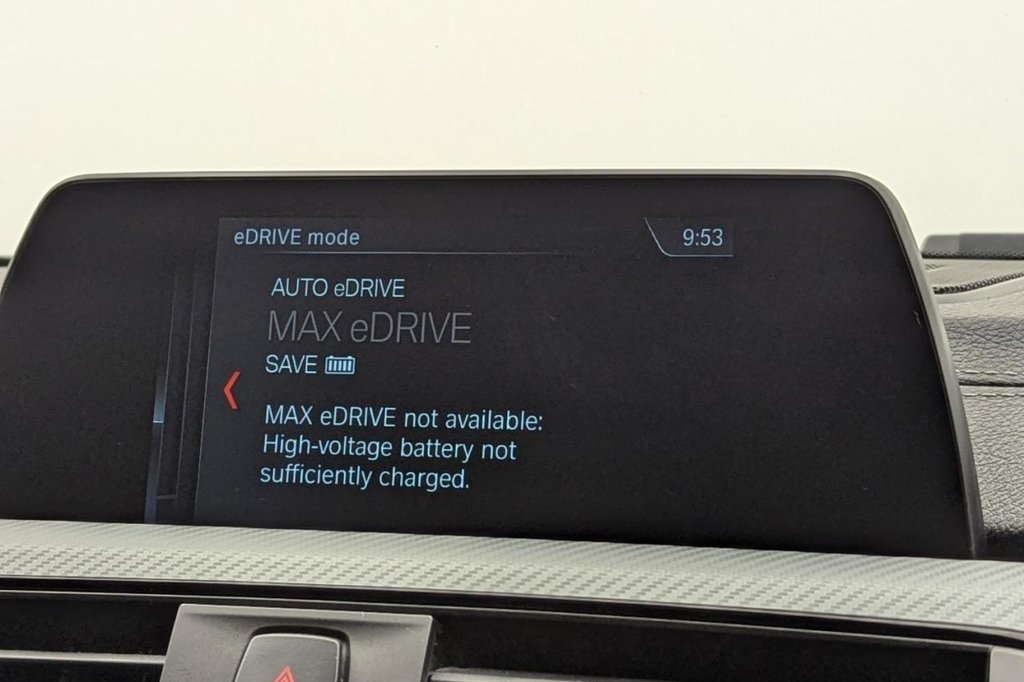 eDRIVE mode
9:53
AUTO eDRIVE
MAX eDRIVE
SAVE
MAX eDRIVE not available:
High-voltage battery not
sufficiently charged.